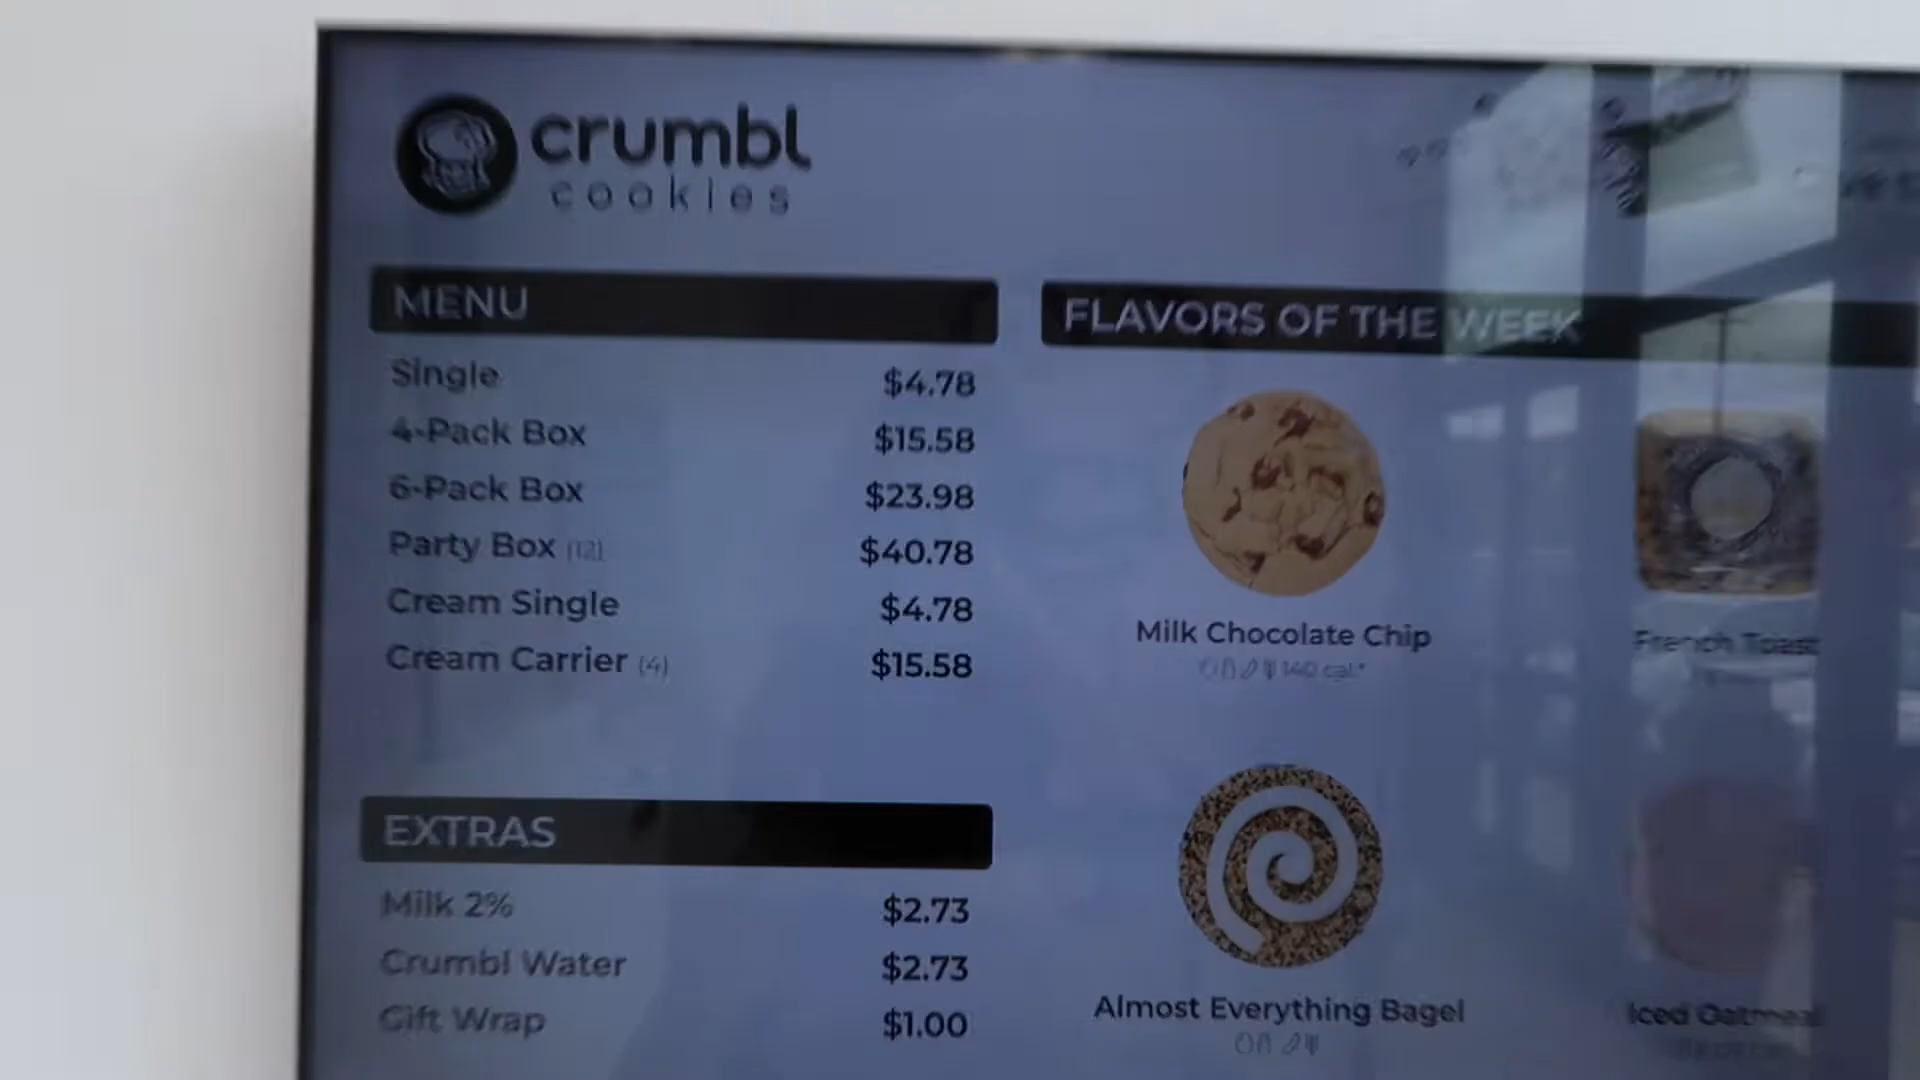 crumbl
cookies
MENU
Single $4.78
4-Pack Box $15.58
6-Pack Box $23.98
Party Box (12) $40.78
Cream Single $4.78
Cream Carrier (4) $15.58
EXTRAS
Milk 2% $2.73
Crumbl Water $2.73
Gift Wrap $1.00
FLAVORS OF THE WEEK
Milk Chocolate Chip
140 cal*
French Toast
Almost Everything Bagel
Iced Oatmeal